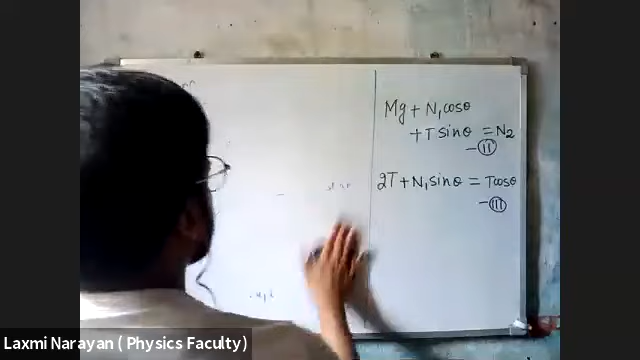 Mg + N₁cosθ
+ T sinθ = N₂
- II
2T + N₁sinθ = Tcosθ
- III
Laxmi Narayan ( Physics Faculty)